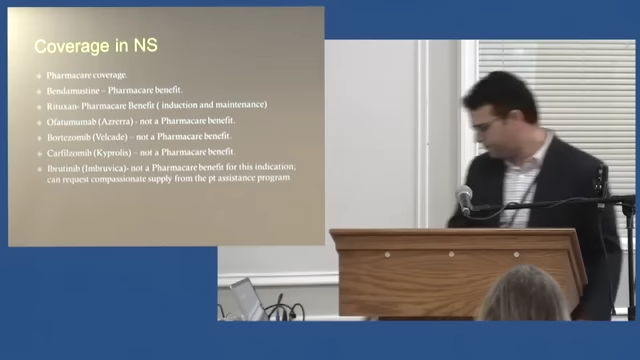 Coverage in NS
Pharmacare coverage.
Bendamustine – Pharmacare benefit.
Rituxan- Pharmacare Benefit ( induction and maintenance)
Ofatumumab (Azrerra) - not a Pharmacare benefit.
Bortezomib (Velcade) – not a Pharmacare benefit.
Carfilzomib (Kyprolis) – not a Pharmacare benefit.
Ibrutinib (Imbruvica)- not a Pharmacare benefit for this indication;
can request compassionate supply from the pt assistance program